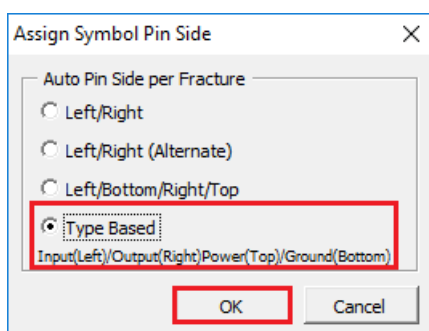 Assign Symbol Pin Side
Auto Pin Side per Fracture
Left/Right
Left/Right (Alternate)
Left/Bottom/Right/Top
Type Based
Input(Left)/Output(Right)Power(Top)/Ground(Bottom)
OK Cancel